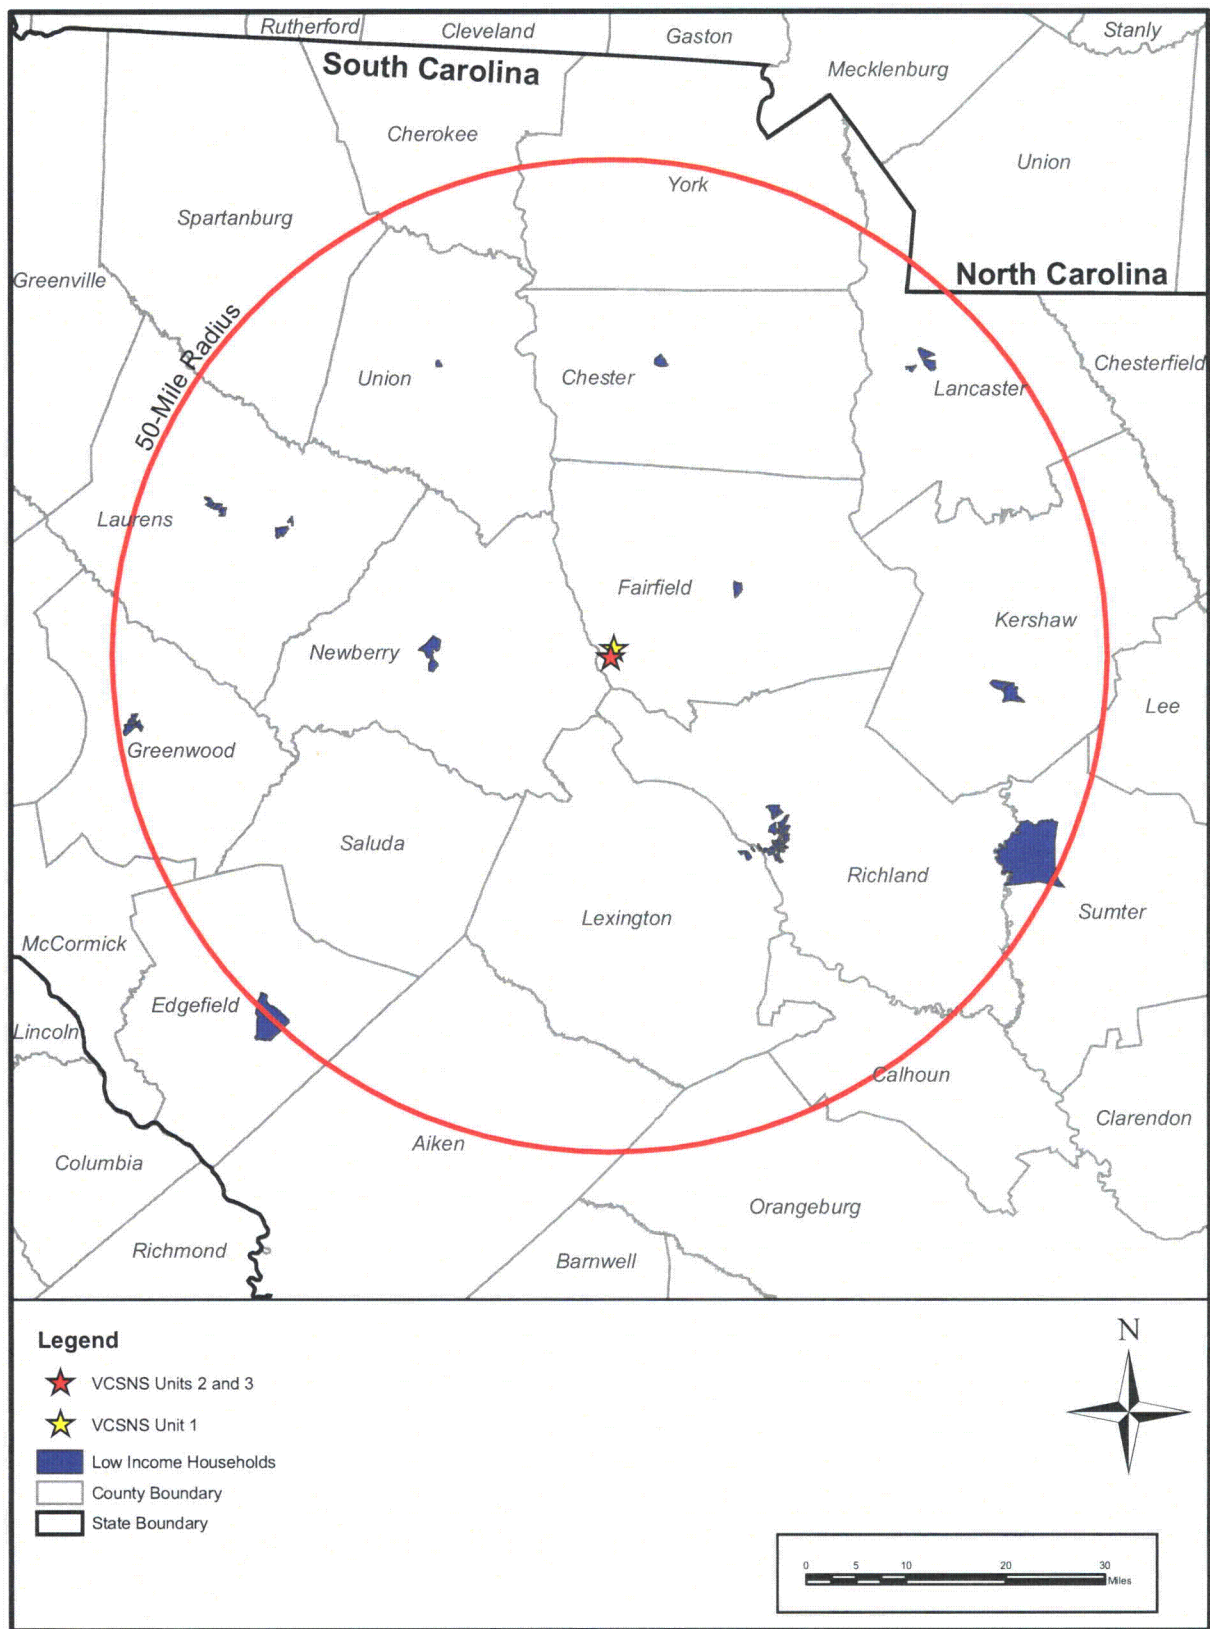 Rutherford
Cleveland
Gaston
Stanly
South Carolina
Mecklenburg
Cherokee
Union
York
Spartanburg
Greenville
North Carolina
50-Mile Radius
Union
Chester
Lancaster
Chesterfield
Laurens
Fairfield
Kershaw
Newberry
Lee
Greenwood
Saluda
Richland
Lexington
Sumter
McCormick
Edgefield
Lincoln
Calhoun
Clarendon
Aiken
Columbia
Orangeburg
Richmond
Barnwell
Legend
N
VCSNS Units 2 and 3
VCSNS Unit 1
Low Income Households
County Boundary
State Boundary
0 5 10 20 30
Miles